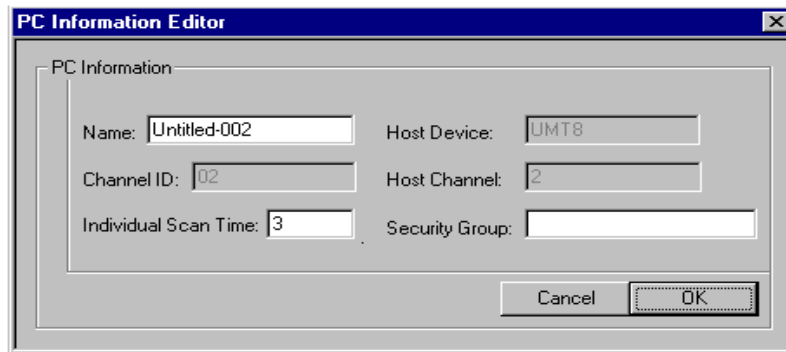 PC Information Editor
PC Information
Name: Untitled-002 Host Device: UMT8
Channel ID: 02 Host Channel: 2
Individual Scan Time: 3 Security Group:
Cancel OK